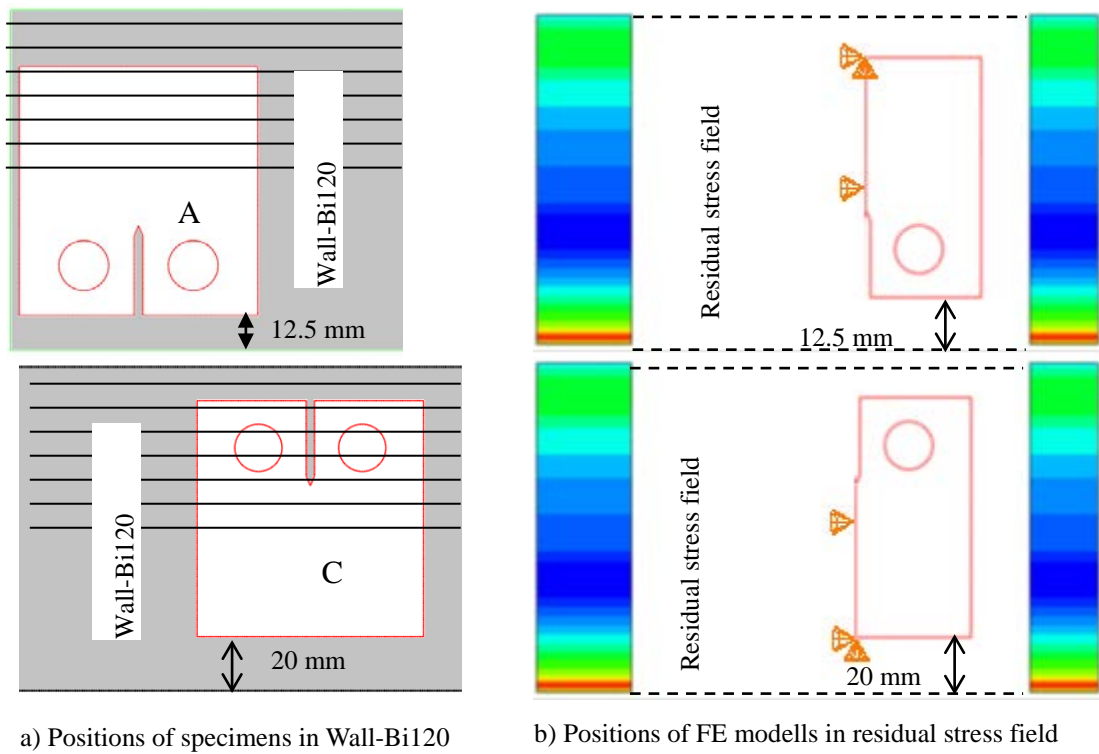 A
Wall-Bi120
12.5 mm
Residual stress field
12.5 mm
Wall-Bi120
C
20 mm
Residual stress field
20 mm
a) Positions of specimens in Wall-Bi120
b) Positions of FE modells in residual stress field